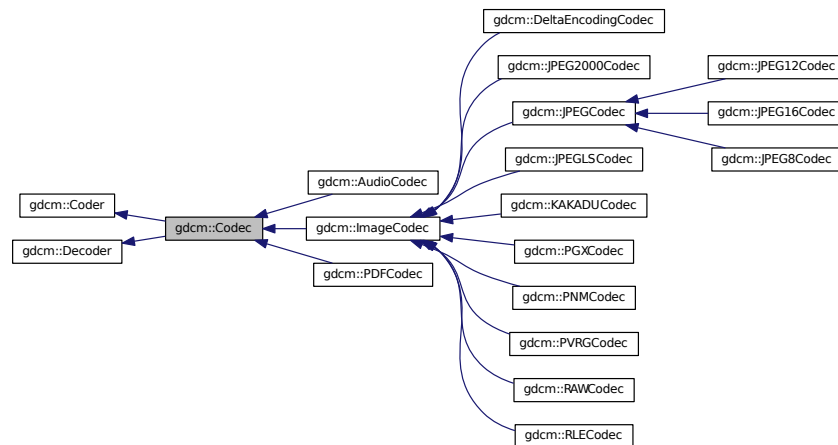 gdcm::DeltaEncodingCodec
gdcm::JPEG2000Codec
gdcm::JPEG12Codec
gdcm::JPEGCodec
gdcm::JPEG16Codec
gdcm::JPEGLSCodec
gdcm::JPEG8Codec
gdcm::AudioCodec
gdcm::Coder
gdcm::KAKADUCodec
gdcm::Codec
gdcm::ImageCodec
gdcm::Decoder
gdcm::PGXCodec
gdcm::PDFCodec
gdcm::PNMCodec
gdcm::PVRGCodec
gdcm::RAWCodec
gdcm::RLECodec